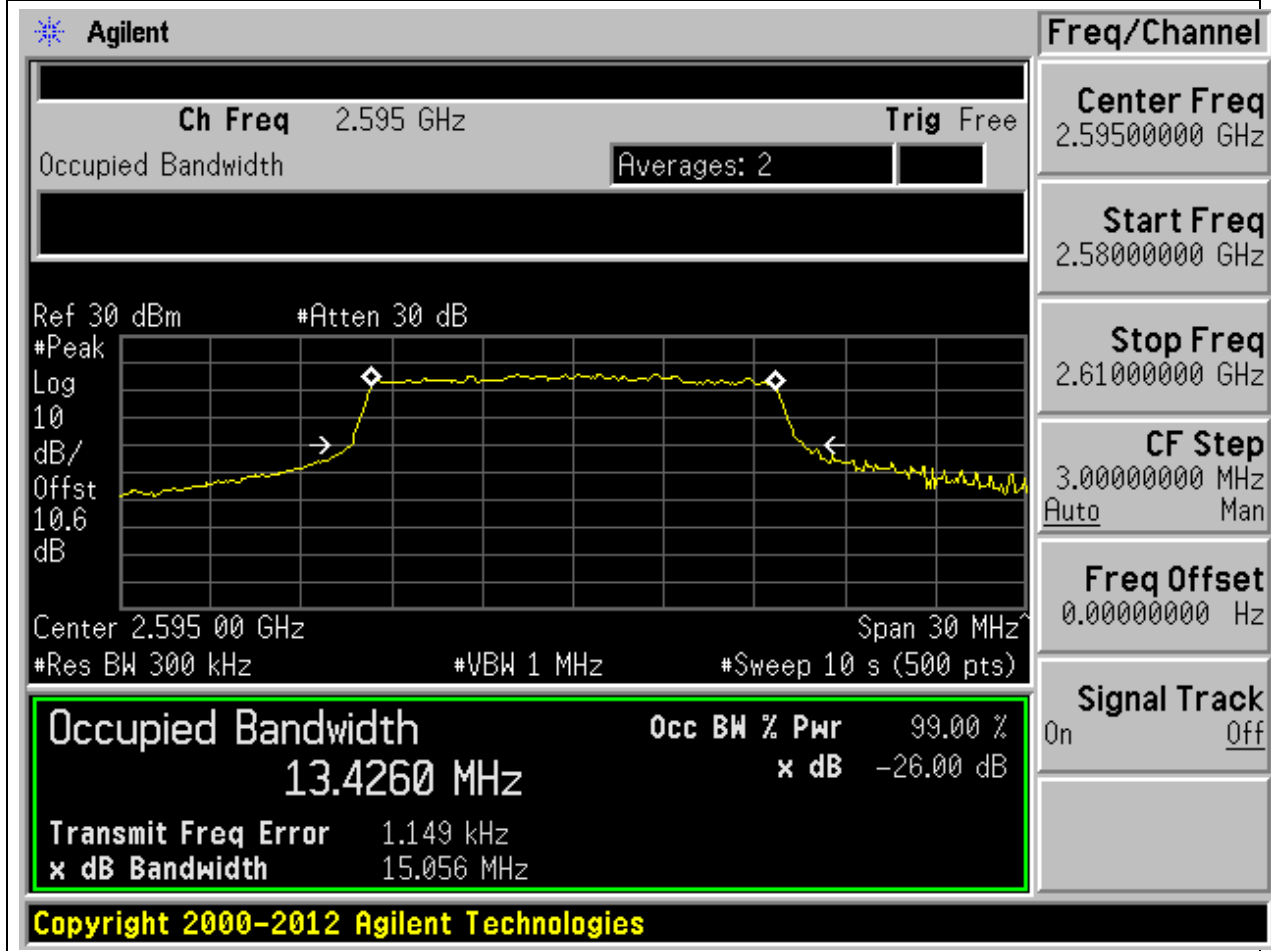 Agilent
Freq/Channel
Ch Freq 2.595 GHz Trig Free
Occupied Bandwidth Averages: 2
Center Freq
2.59500000 GHz
Start Freq
2.58000000 GHz
Stop Freq
2.61000000 GHz
CF Step
3.00000000 MHz
Auto Man
Freq Offset
0.00000000 Hz
Signal Track
On Off
Ref 30 dBm #Atten 30 dB
#Peak
Log
10
dB/
Offst
10.6
dB
Center 2.595 00 GHz Span 30 MHz^
#Res BW 300 kHz #VBW 1 MHz #Sweep 10 s (500 pts)
Occupied Bandwidth Occ BW % Pwr 99.00 %
13.4260 MHz x dB -26.00 dB
Transmit Freq Error 1.149 kHz
x dB Bandwidth 15.056 MHz
Copyright 2000-2012 Agilent Technologies